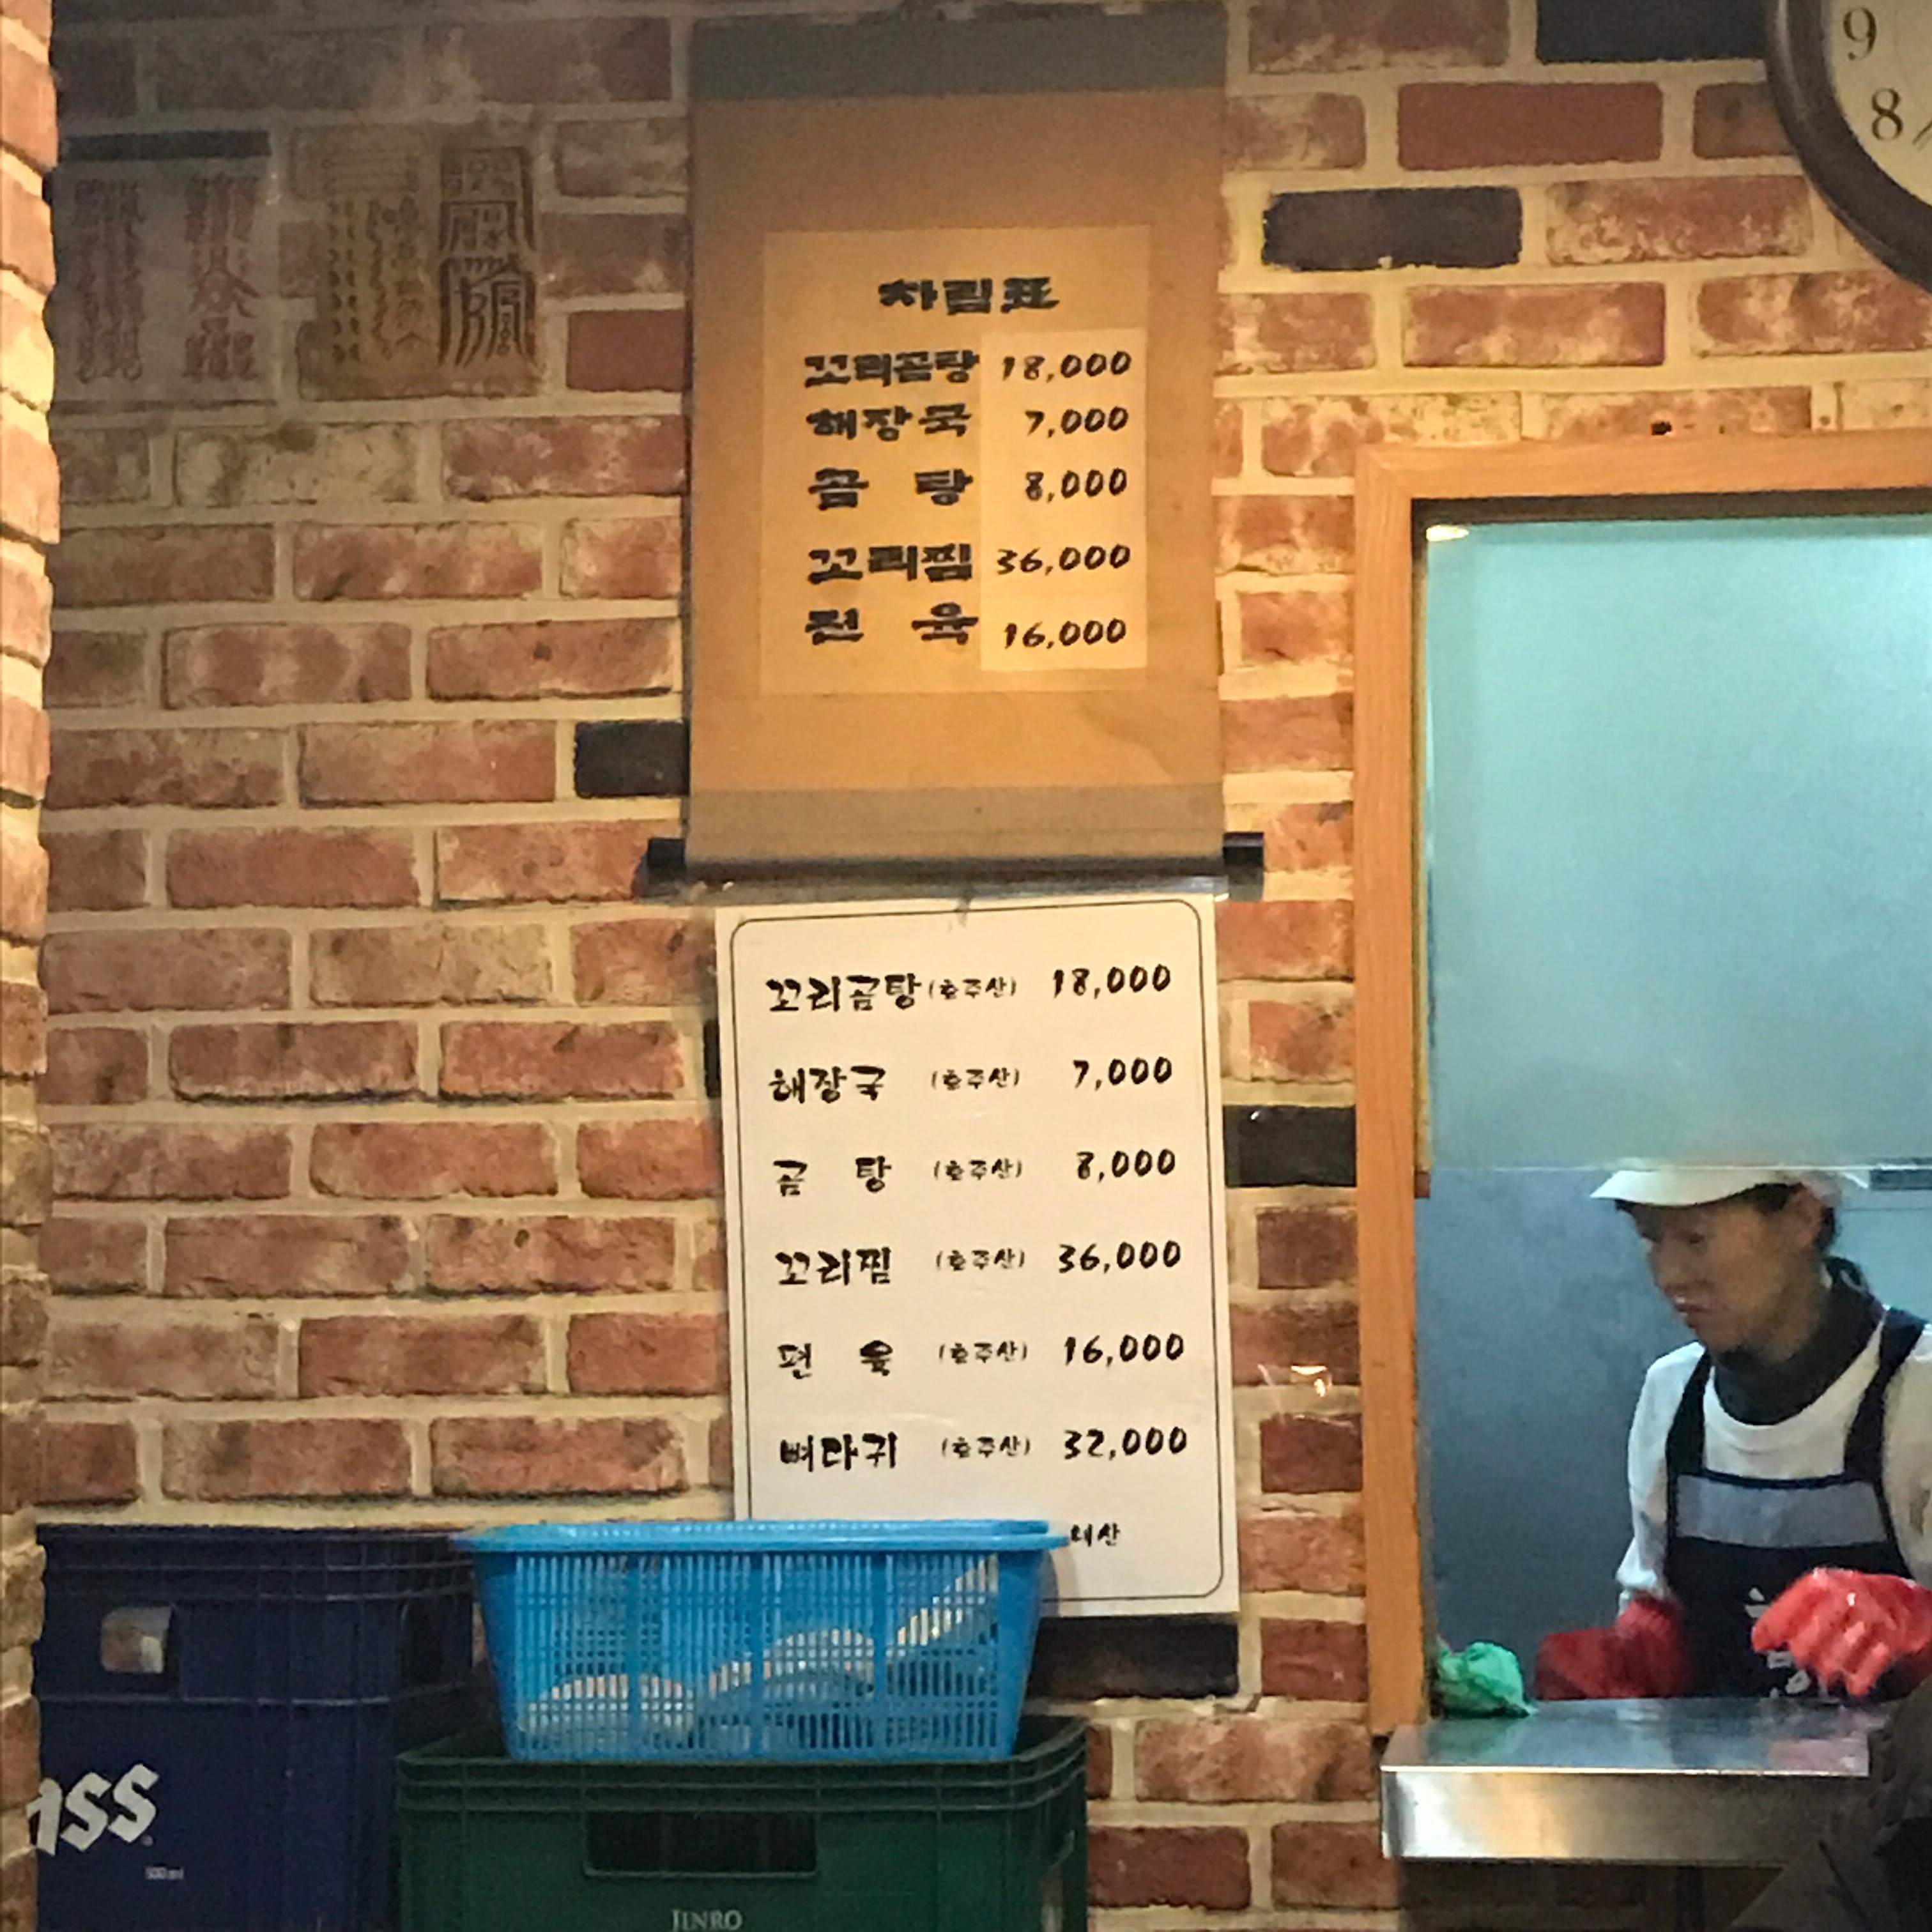 9
8
차림표
꼬리곰탕 18,000
해장국 7,000
곰 탕 8,000
꼬리찜 36,000
편 육 16,000
꼬리곰탕 (호주산) 18,000
해장국 (호주산) 7,000
곰 탕 (호주산) 8,000
꼬리찜 (호주산) 36,000
편 육 (호주산) 16,000
뼈다귀 (호주산) 32,000
ass
500ml
JINRO